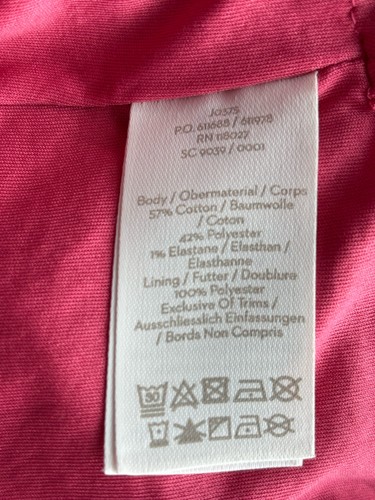 J0375
P.O. 611688 / 611978
RN 118027
SC 9039 / 0001
Body / Obermaterial / Corps
57% Cotton / Baumwolle
/ Coton
42% Polyester
1% Elastane / Elasthan /
Elasthanne
Lining / Futter / Doublure
100% Polyester
Exclusive Of Trims /
Ausschliesslich Einfassungen
/ Bords Non Compris
30